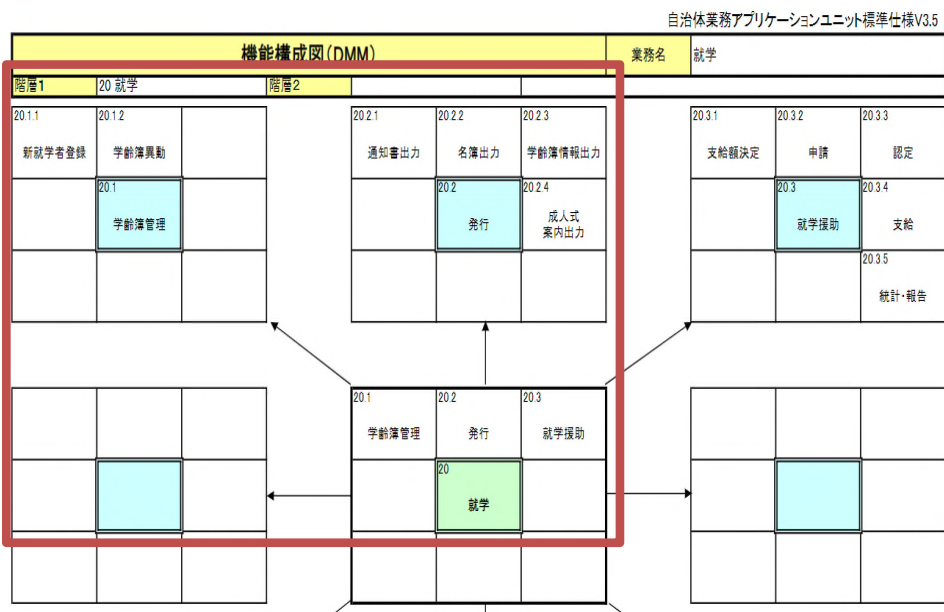 自治体業務アプリケーションユニット標準仕様V3.5
機能構成図(DMM)
業務名
就学
階層1
20 就学
階層2
20.1.1
20.1.2
20.2.1
20.2.2
20.2.3
20.3.1
20.3.2
20.3.3
新就学者登録
学齢簿異動
通知書出力
名簿出力
学齢簿情報出力
支給額決定
申請
認定
20.1
20.2
20.2.4
20.3
20.3.4
学齢簿管理
発行
成人式
案内出力
就学援助
支給
20.3.5
統計・報告
20.1
20.2
20.3
学齢簿管理
発行
就学援助
20
就学